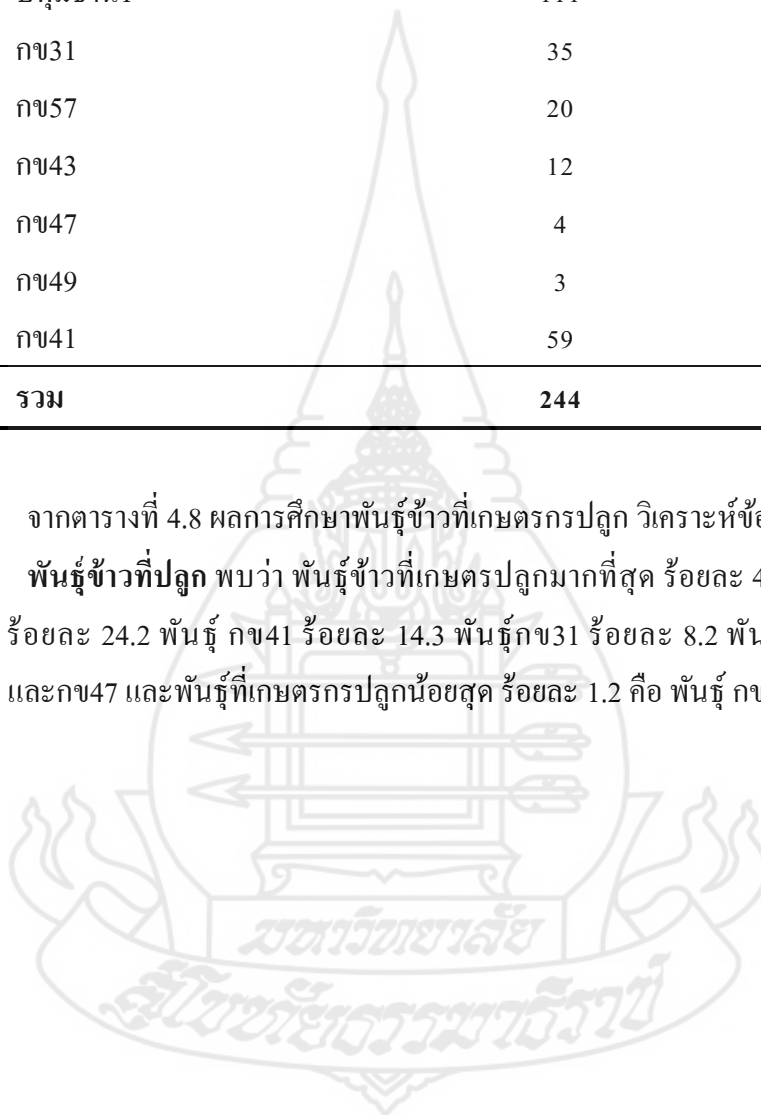 กข31 35
กข57 20
กข43 12
กข47 4
กข49 3
กข41 59
รวม 244
จากตารางที่ 4.8 ผลการศึกษาพันธุ์ข้าวที่เกษตรกรปลูก วิเคราะห์ข้อ
พันธุ์ข้าวที่ปลูก พบว่า พันธุ์ข้าวที่เกษตรปลูกมากที่สุด ร้อยละ 4
ร้อยละ 24.2 พันธุ์ กข41 ร้อยละ 14.3 พันธุ์กข31 ร้อยละ 8.2 พัน
และกข47 และพันธุ์ที่เกษตรกรปลูกน้อยสุด ร้อยละ 1.2 คือ พันธุ์ กข
มหาวิทยาลัย
สุโขทัยธรรมาธิราช